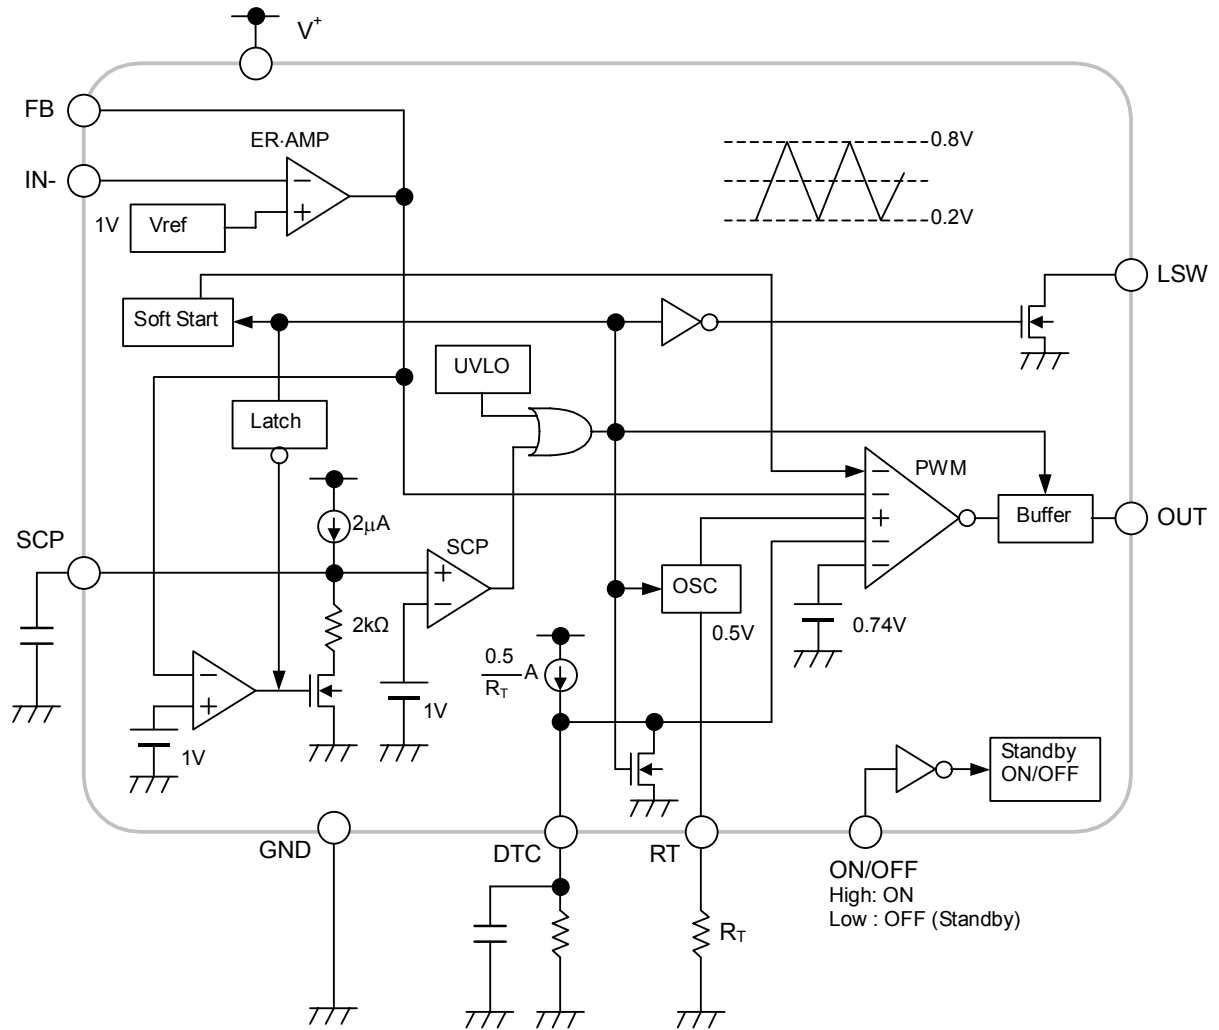 V⁺
FB
ER·AMP
0.8V
IN-
1V
Vref
−
+
0.2V
LSW
Soft Start
UVLO
Latch
PWM
−
−
+
−
Buffer
OUT
2μA
SCP
SCP
+
−
OSC
0.5V
0.74V
2kΩ
0.5
R_T
A
−
+
1V
1V
Standby
ON/OFF
GND
DTC
RT
ON/OFF
High: ON
Low : OFF (Standby)
R_T